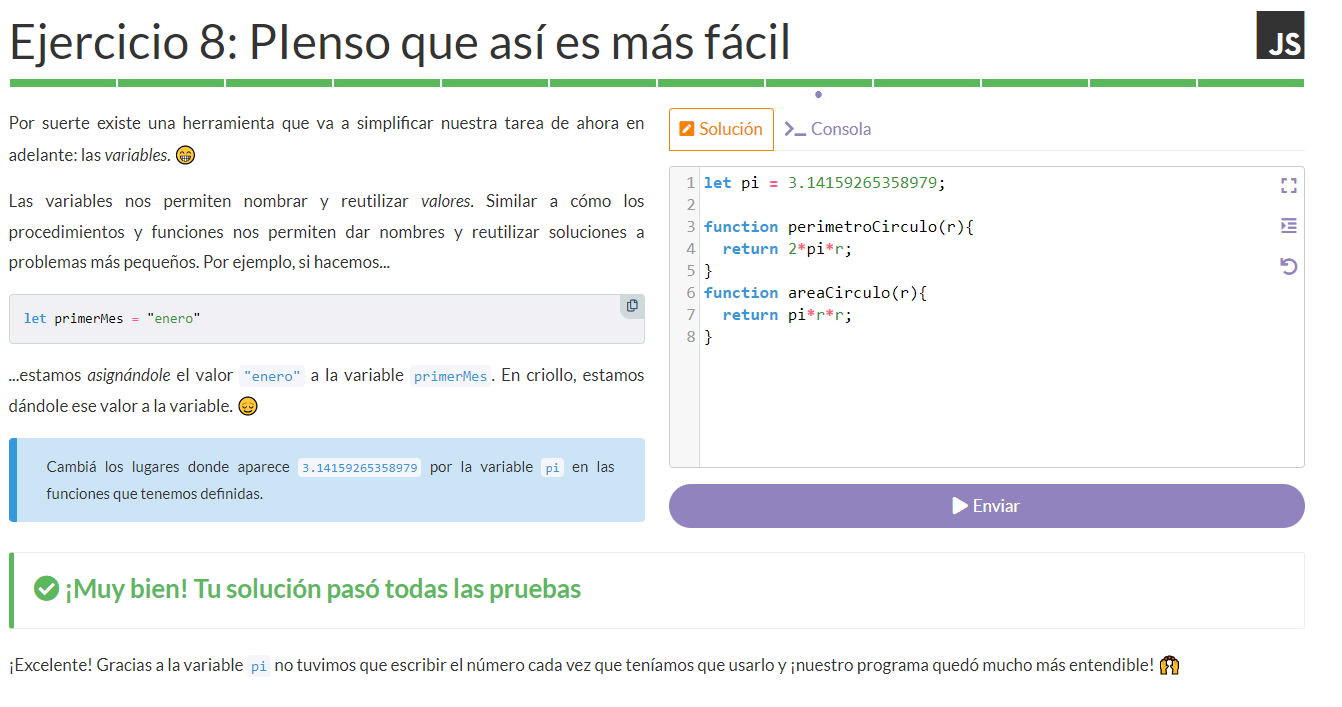 Ejercicio 8: PIenso que así es más fácil
JS
Por suerte existe una herramienta que va a simplificar nuestra tarea de ahora en
adelante: las variables. 😁
Las variables nos permiten nombrar y reutilizar valores. Similar a cómo los
procedimientos y funciones nos permiten dar nombres y reutilizar soluciones a
problemas más pequeños. Por ejemplo, si hacemos...
let primerMes = "enero"
...estamos asignándole el valor "enero" a la variable primerMes. En criollo, estamos
dándole ese valor a la variable. 😌
Cambiá los lugares donde aparece 3.14159265358979 por la variable pi en las
funciones que tenemos definidas.
Solución
Consola
1 let pi = 3.14159265358979;
2
3 function perimetroCirculo(r){
4   return 2*pi*r;
5 }
6 function areaCirculo(r){
7   return pi*r*r;
8 }
Enviar
¡Muy bien! Tu solución pasó todas las pruebas
¡Excelente! Gracias a la variable pi no tuvimos que escribir el número cada vez que teníamos que usarlo y ¡nuestro programa quedó mucho más entendible! 🙌